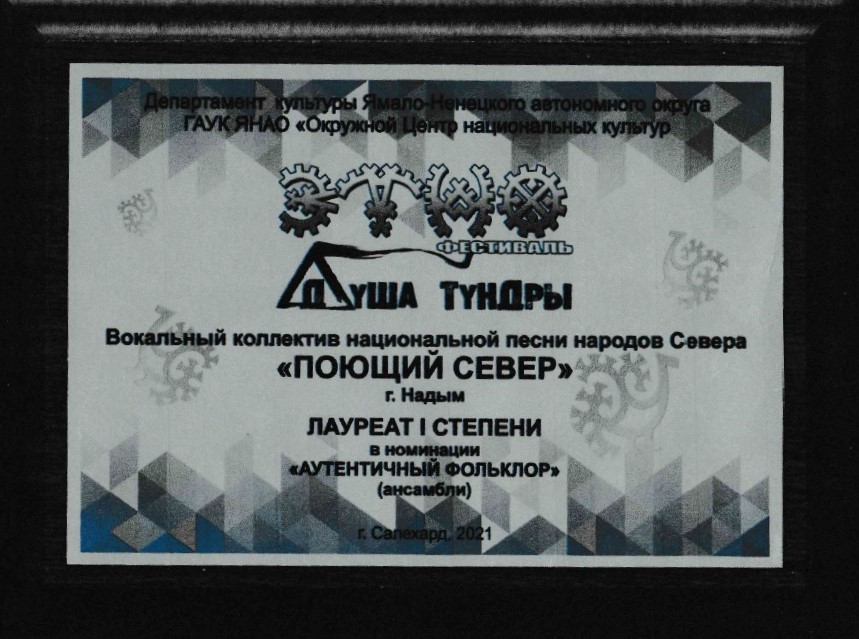 Департамент культуры Ямало-Ненецкого автономного округа
ГАУК ЯНАО «Окружной Центр национальных культур
ЭТНО
ФЕСТИВАЛЬ
ДУША ТУНДРЫ
Вокальный коллектив национальной песни народов Севера
«ПОЮЩИЙ СЕВЕР»
г. Надым
ЛАУРЕАТ I СТЕПЕНИ
в номинации
«АУТЕНТИЧНЫЙ ФОЛЬКЛОР»
(ансамбли)
г. Салехард, 2021